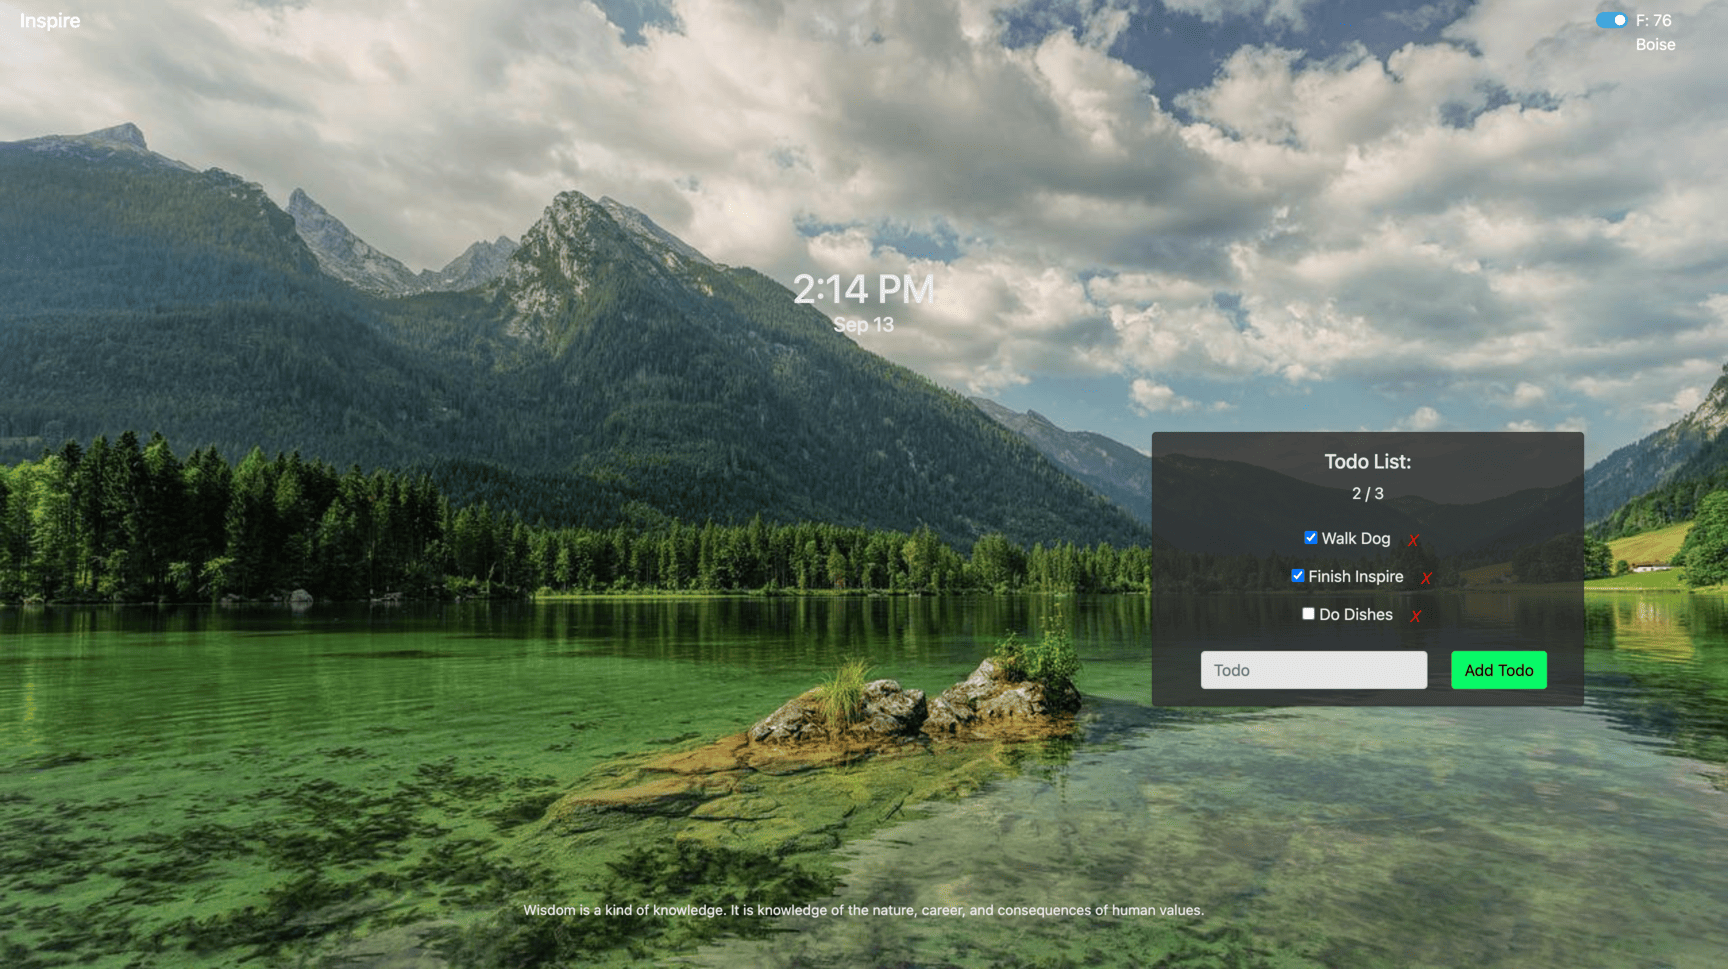 Inspire
F: 76
Boise
2:14 PM
Sep 13
Todo List:
2 / 3
Walk Dog x
Finish Inspire x
Do Dishes x
Todo
Add Todo
Wisdom is a kind of knowledge. It is knowledge of the nature, career, and consequences of human values.